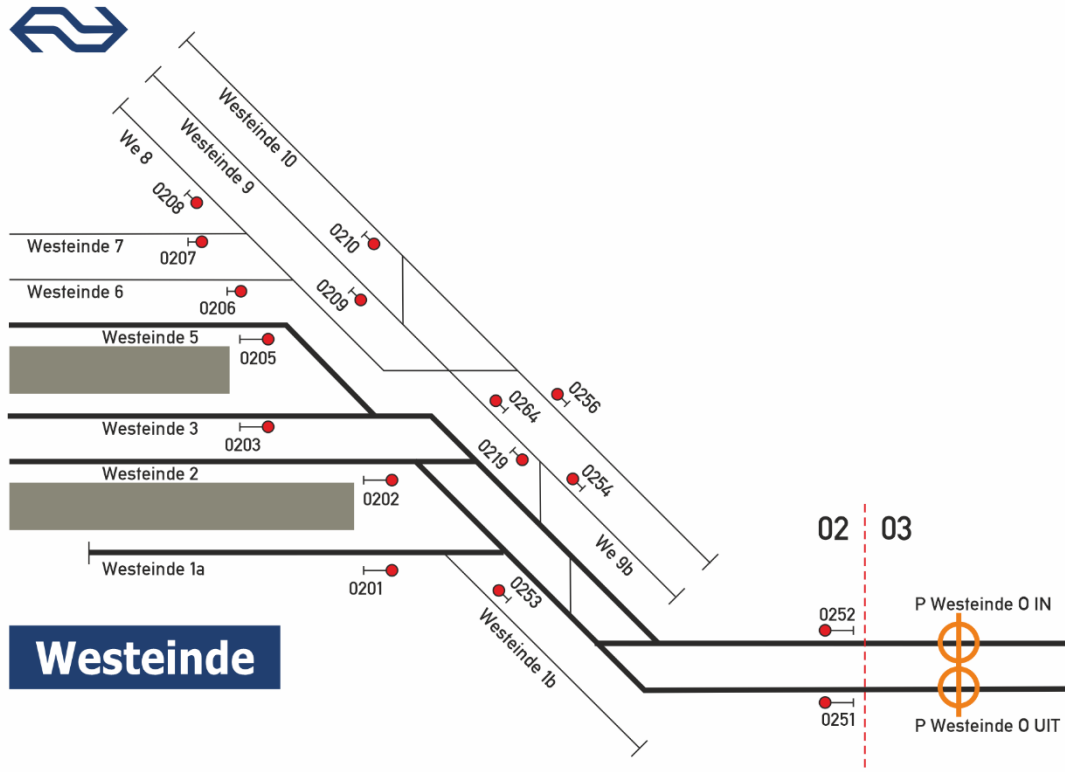 Westeinde 10
Westeinde 9
We 8
0208
0210
Westeinde 7
0207
0209
Westeinde 6
0206
Westeinde 5
0205
0256
0264
Westeinde 3
0203
0219
0254
Westeinde 2
0202
02 03
We 9b
Westeinde 1a
0201
0253
P Westeinde O IN
0252
Westeinde
Westeinde 1b
0251
P Westeinde O UIT